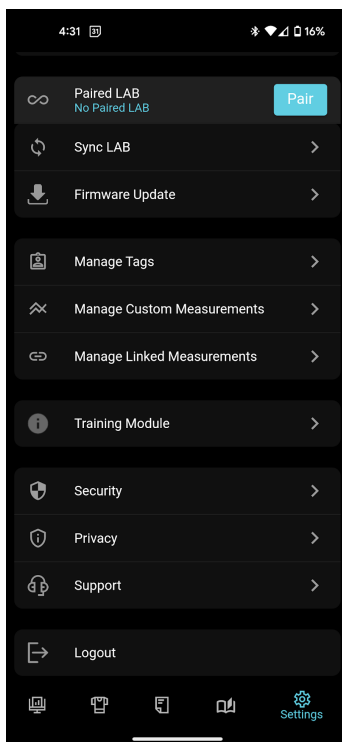 4:31 31 16%
Paired LAB
No Paired LAB
Pair
Sync LAB
Firmware Update
Manage Tags
Manage Custom Measurements
Manage Linked Measurements
Training Module
Security
Privacy
Support
Logout
Settings